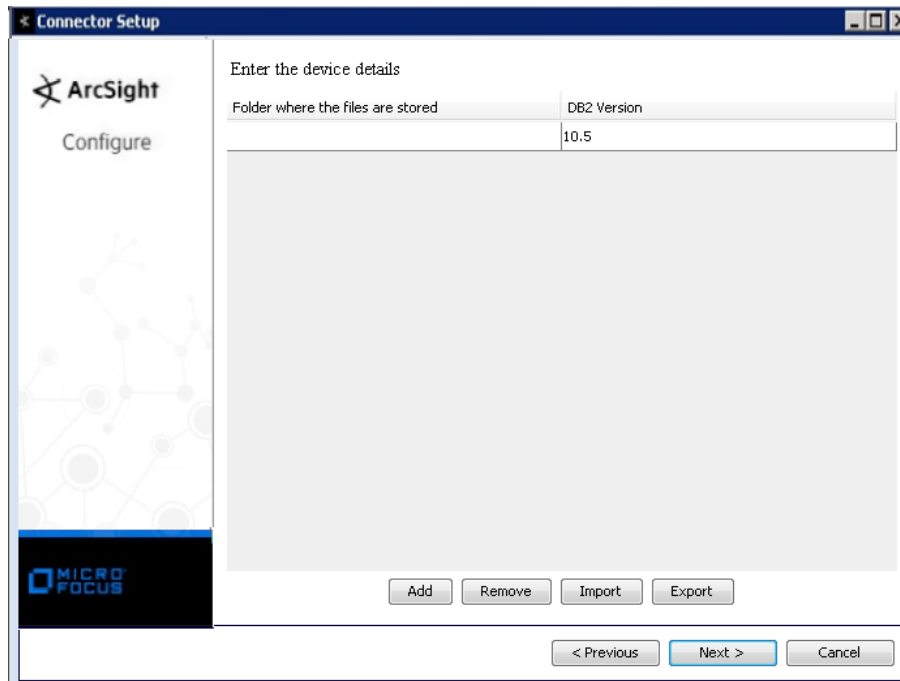 Connector Setup
ArcSight
Configure
Enter the device details
Folder where the files are stored DB2 Version
10.5
MICRO
FOCUS
Add Remove Import Export
< Previous Next > Cancel